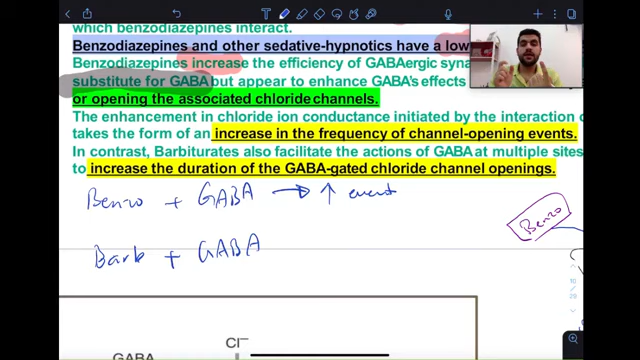 which benzodiazepines interact.
Benzodiazepines and other sedative-hypnotics have a low
Benzodiazepines increase the efficiency of GABAergic syna
substitute for GABA but appear to enhance GABA's effects
or opening the associated chloride channels.
The enhancement in chloride ion conductance initiated by the interaction
takes the form of an increase in the frequency of channel-opening events.
In contrast, Barbiturates also facilitate the actions of GABA at multiple sites
to increase the duration of the GABA-gated chloride channel openings.
Benzo + GABA → ↑ event
Benzo
Barb + GABA
10
29
Cl−
GABA